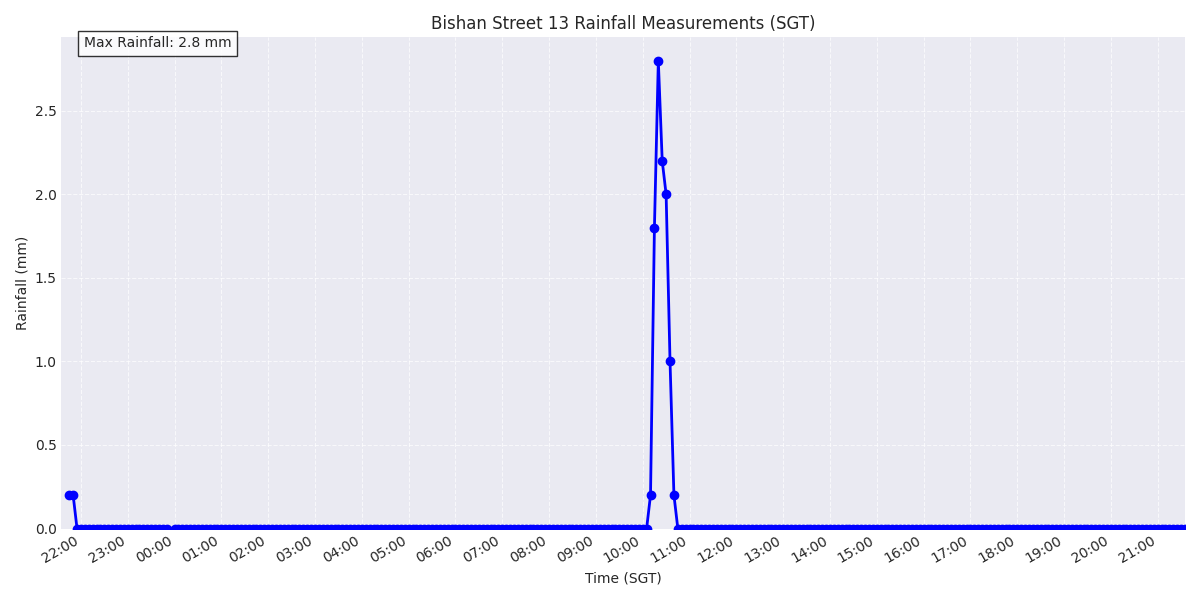 Bishan Street 13 Rainfall Measurements (SGT)
Max Rainfall: 2.8 mm
Rainfall (mm)
2.5
2.0
1.5
1.0
0.5
0.0
22:00 23:00 00:00 01:00 02:00 03:00 04:00 05:00 06:00 07:00 08:00 09:00 10:00 11:00 12:00 13:00 14:00 15:00 16:00 17:00 18:00 19:00 20:00 21:00
Time (SGT)